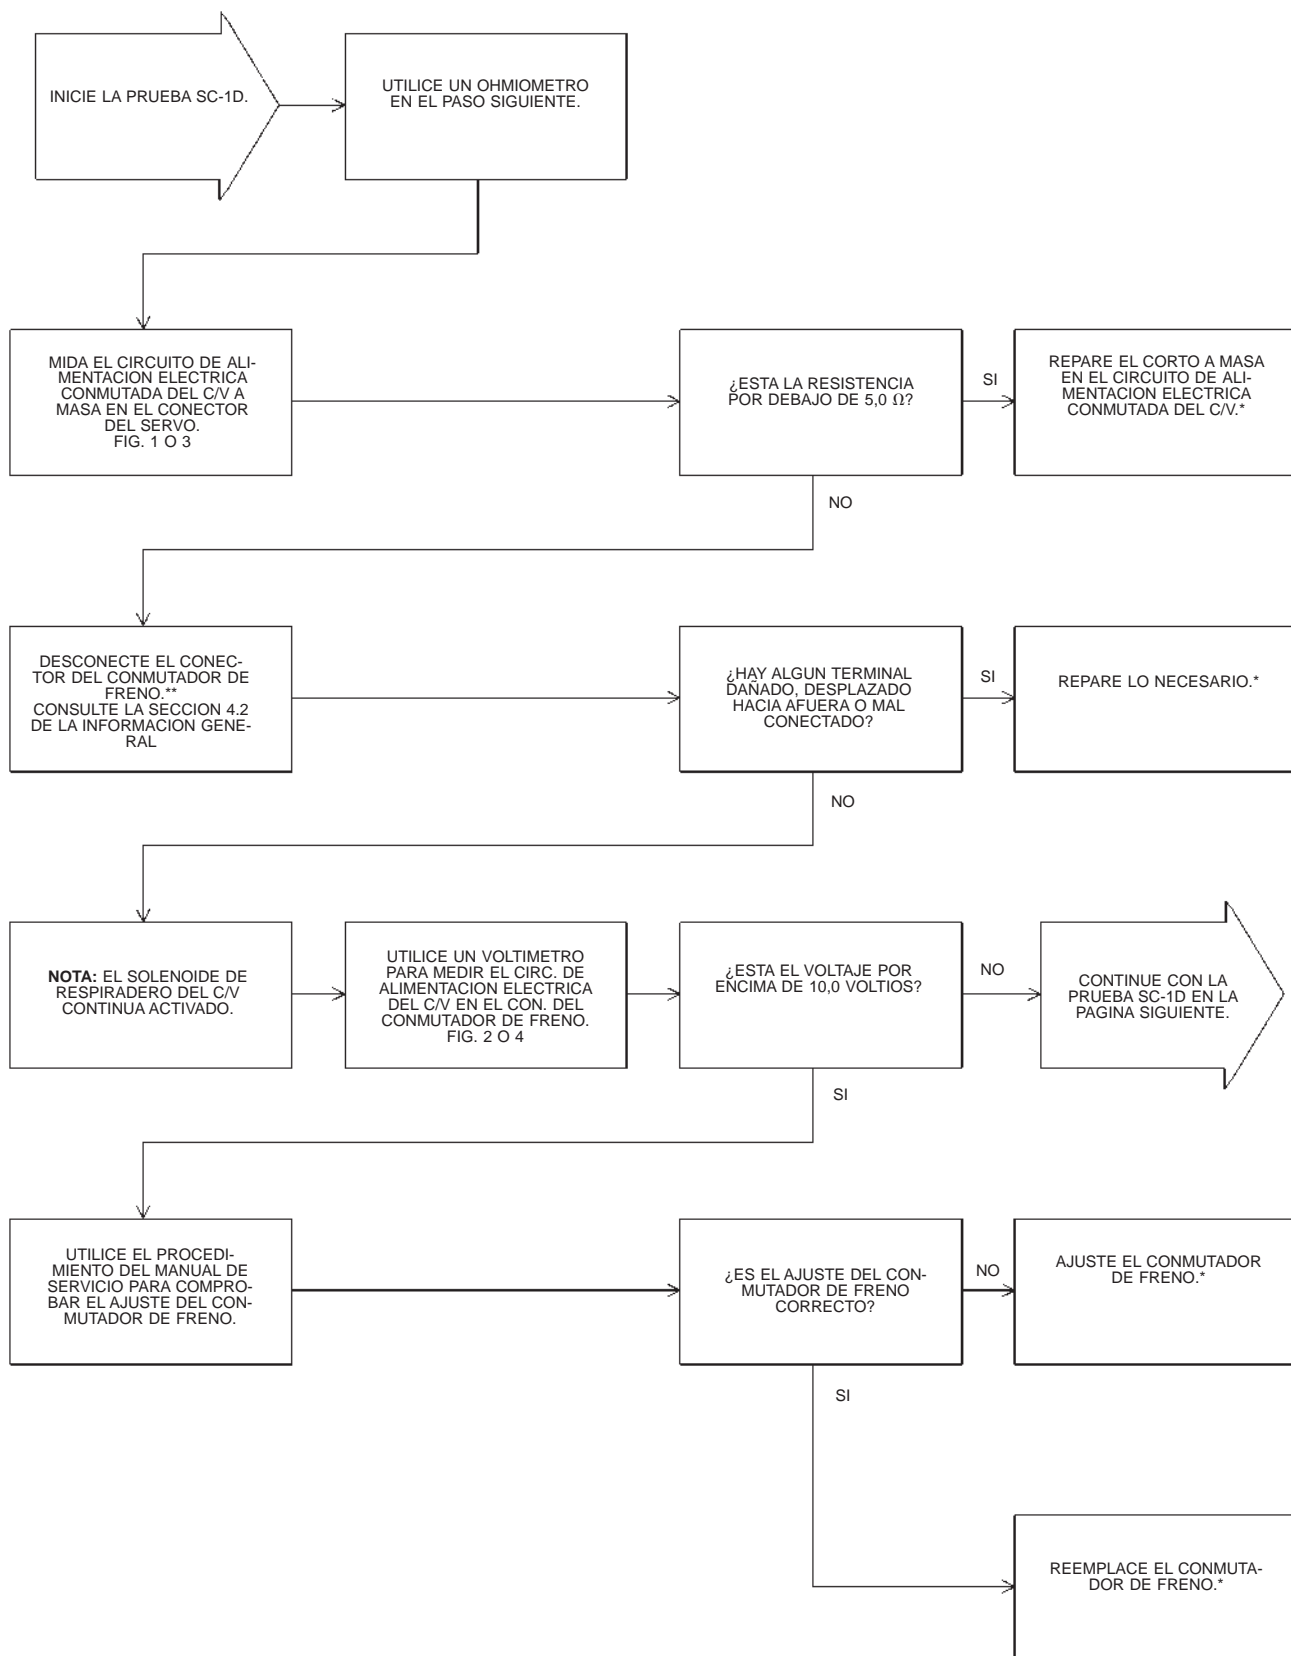 INICIE LA PRUEBA SC-1D.
UTILICE UN OHMIOMETRO
EN EL PASO SIGUIENTE.
MIDA EL CIRCUITO DE ALI-
MENTACION ELECTRICA
CONMUTADA DEL C/V A
MASA EN EL CONECTOR
DEL SERVO.
FIG. 1 O 3
¿ESTA LA RESISTENCIA
POR DEBAJO DE 5,0 Ω?
SI
REPARE EL CORTO A MASA
EN EL CIRCUITO DE ALI-
MENTACION ELECTRICA
CONMUTADA DEL C/V.*
NO
DESCONECTE EL CONEC-
TOR DEL CONMUTADOR DE
FRENO.**
CONSULTE LA SECCION 4.2
DE LA INFORMACION GENE-
RAL
¿HAY ALGUN TERMINAL
DAÑADO, DESPLAZADO
HACIA AFUERA O MAL
CONECTADO?
SI
REPARE LO NECESARIO.*
NO
NOTA: EL SOLENOIDE DE
RESPIRADERO DEL C/V
CONTINUA ACTIVADO.
UTILICE UN VOLTIMETRO
PARA MEDIR EL CIRC. DE
ALIMENTACION ELECTRICA
DEL C/V EN EL CON. DEL
CONMUTADOR DE FRENO.
FIG. 2 O 4
¿ESTA EL VOLTAJE POR
ENCIMA DE 10,0 VOLTIOS?
NO
CONTINUE CON LA
PRUEBA SC-1D EN LA
PAGINA SIGUIENTE.
SI
UTILICE EL PROCEDI-
MIENTO DEL MANUAL DE
SERVICIO PARA COMPRO-
BAR EL AJUSTE DEL CON-
MUTADOR DE FRENO.
¿ES EL AJUSTE DEL CON-
MUTADOR DE FRENO
CORRECTO?
NO
AJUSTE EL CONMUTADOR
DE FRENO.*
SI
REEMPLACE EL CONMUTA-
DOR DE FRENO.*